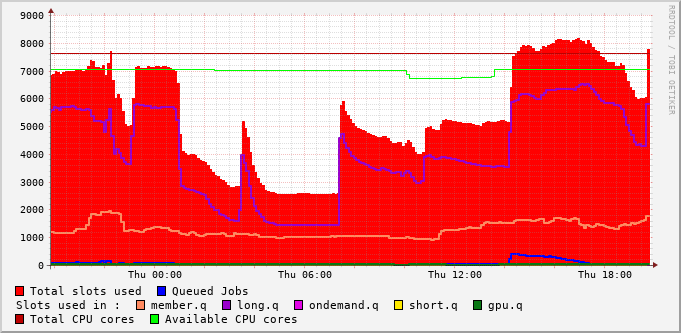 9000
8000
7000
6000
5000
4000
3000
2000
1000
0
Thu 00:00 Thu 06:00 Thu 12:00 Thu 18:00
RRDTOOL / TOBI OETIKER
Total slots used Queued Jobs
Slots used in : member.q long.q ondemand.q short.q gpu.q
Total CPU cores Available CPU cores